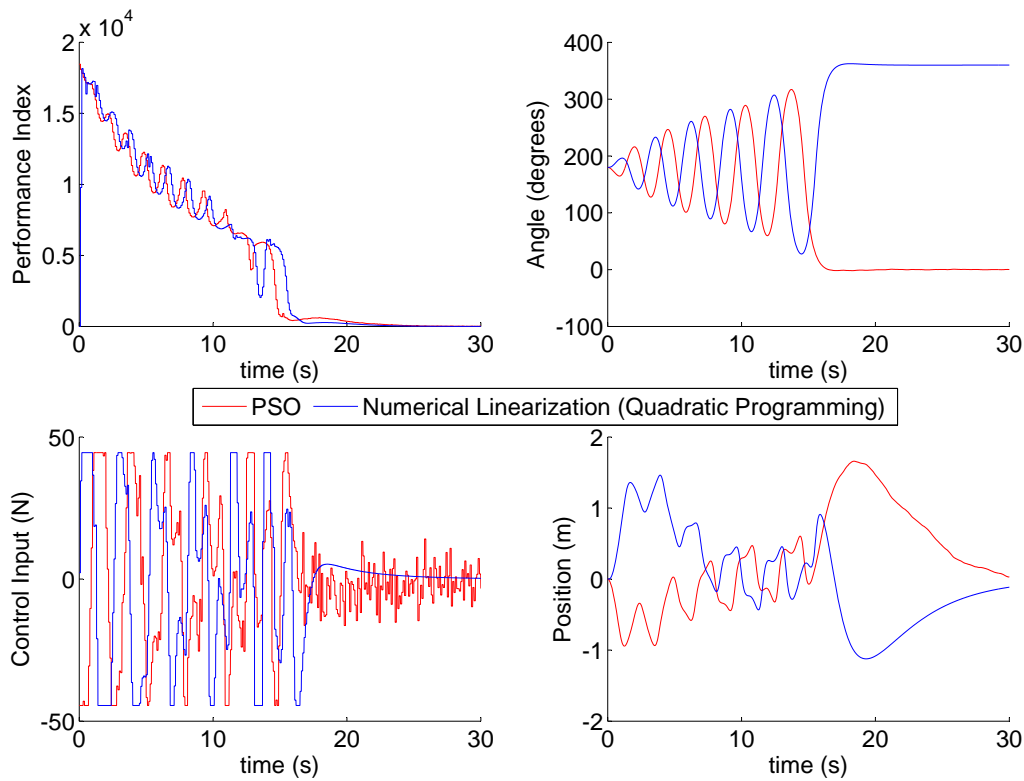 x 10⁴
2
1.5
1
0.5
0
0 10 20 30
Performance Index
time (s)
400
300
200
100
0
-100
0 10 20 30
Angle (degrees)
time (s)
PSO Numerical Linearization (Quadratic Programming)
50
0
-50
0 10 20 30
Control Input (N)
time (s)
2
1
0
-1
-2
0 10 20 30
Position (m)
time (s)